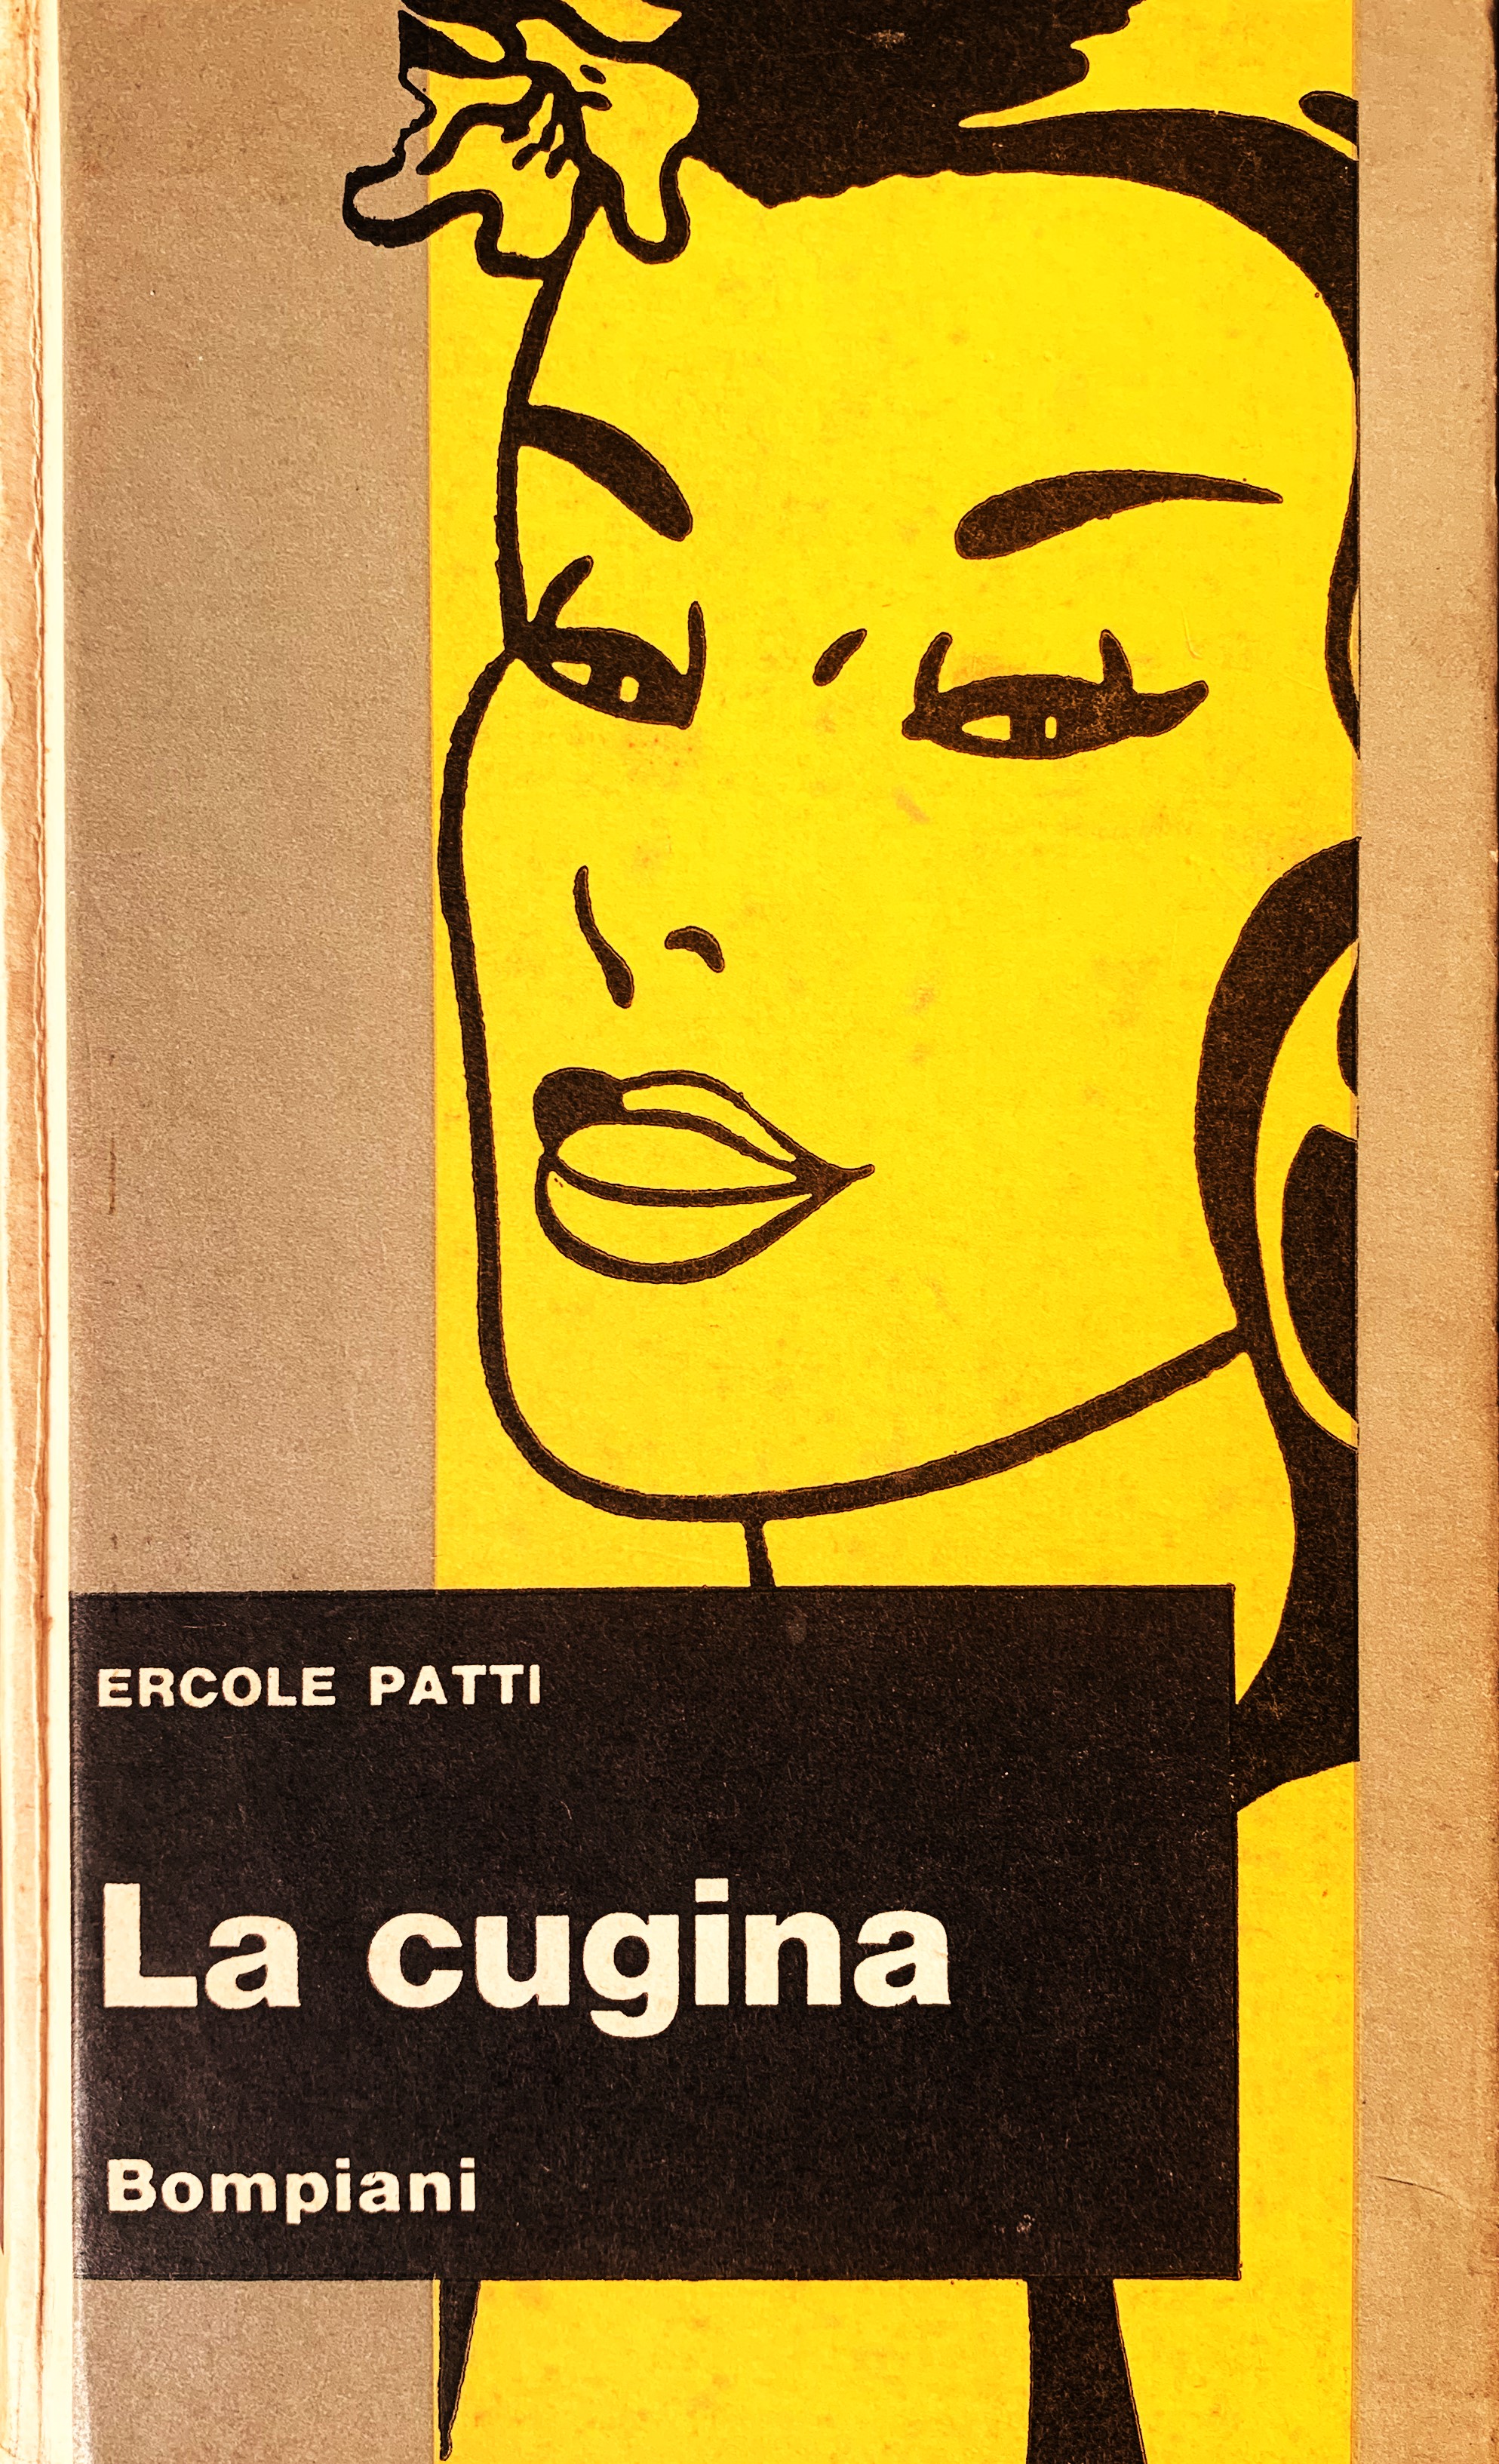 ERCOLE PATTI
La cugina
Bompiani